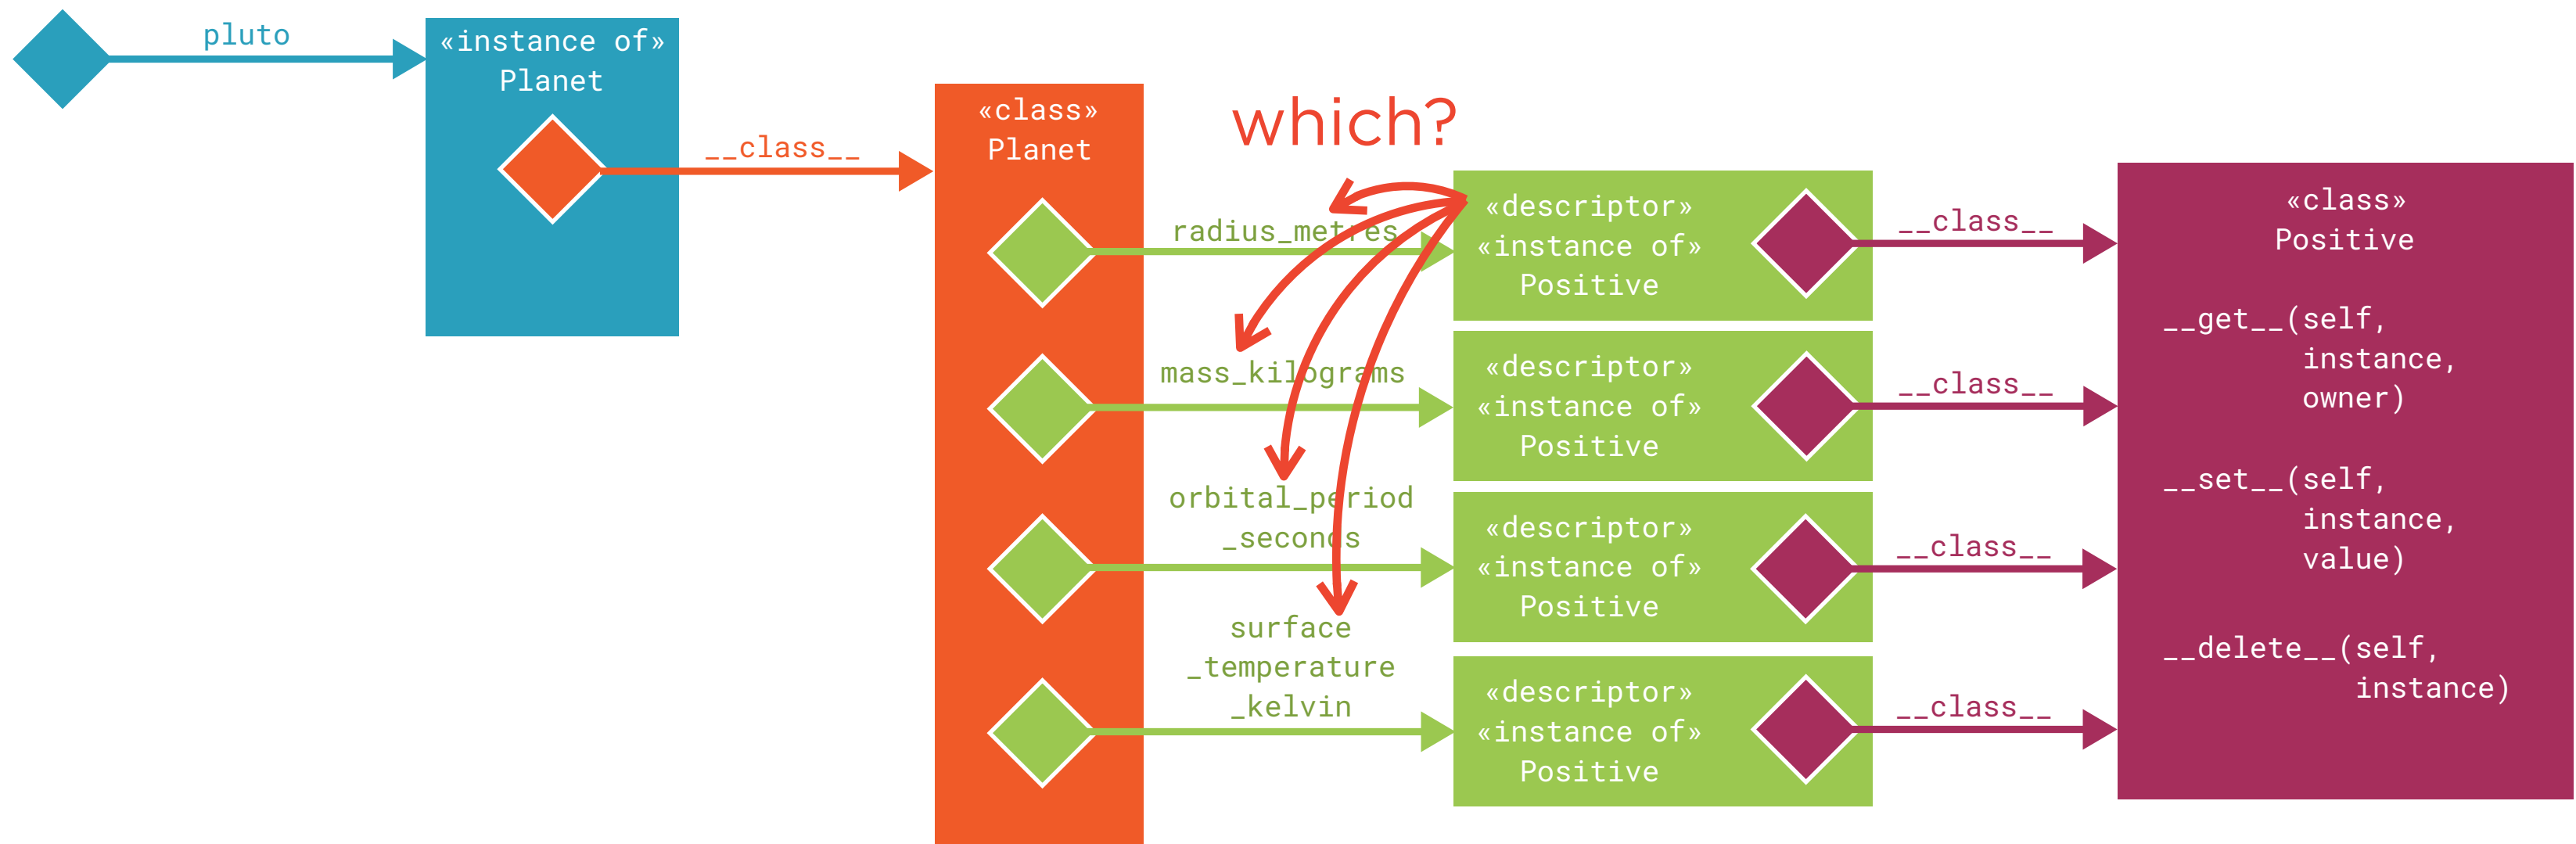 pluto
«instance of»
Planet
__class__
«class»
Planet
which?
radius_metres
mass_kilograms
orbital_period
_seconds
surface
_temperature
_kelvin
«descriptor»
«instance of»
Positive
«descriptor»
«instance of»
Positive
«descriptor»
«instance of»
Positive
«descriptor»
«instance of»
Positive
__class__
__class__
__class__
__class__
«class»
Positive
__get__(self,
instance,
owner)
__set__(self,
instance,
value)
__delete__(self,
instance)